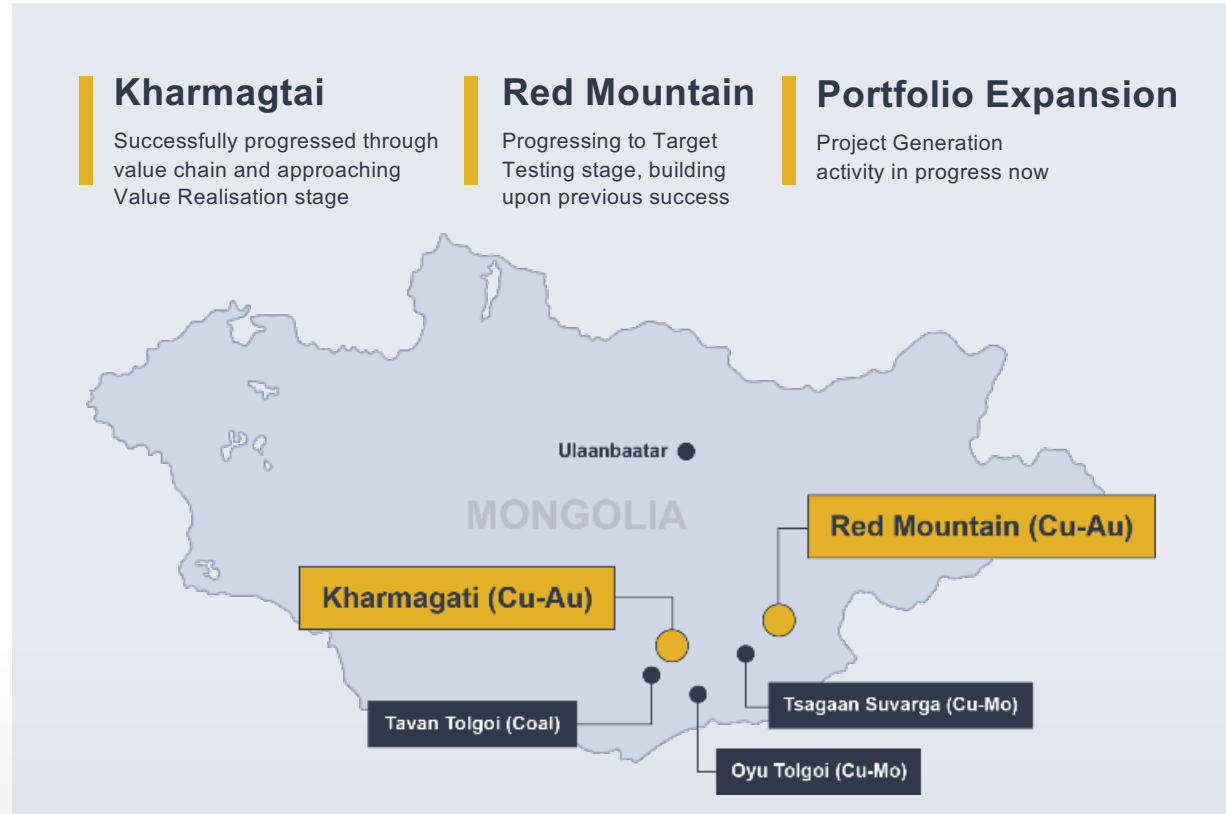 Kharmagtai
Successfully progressed through
value chain and approaching
Value Realisation stage
Red Mountain
Progressing to Target
Testing stage, building
upon previous success
Portfolio Expansion
Project Generation
activity in progress now
Ulaanbaatar
MONGOLIA
Red Mountain (Cu-Au)
Kharmagati (Cu-Au)
Tsagaan Suvarga (Cu-Mo)
Tavan Tolgoi (Coal)
Oyu Tolgoi (Cu-Mo)